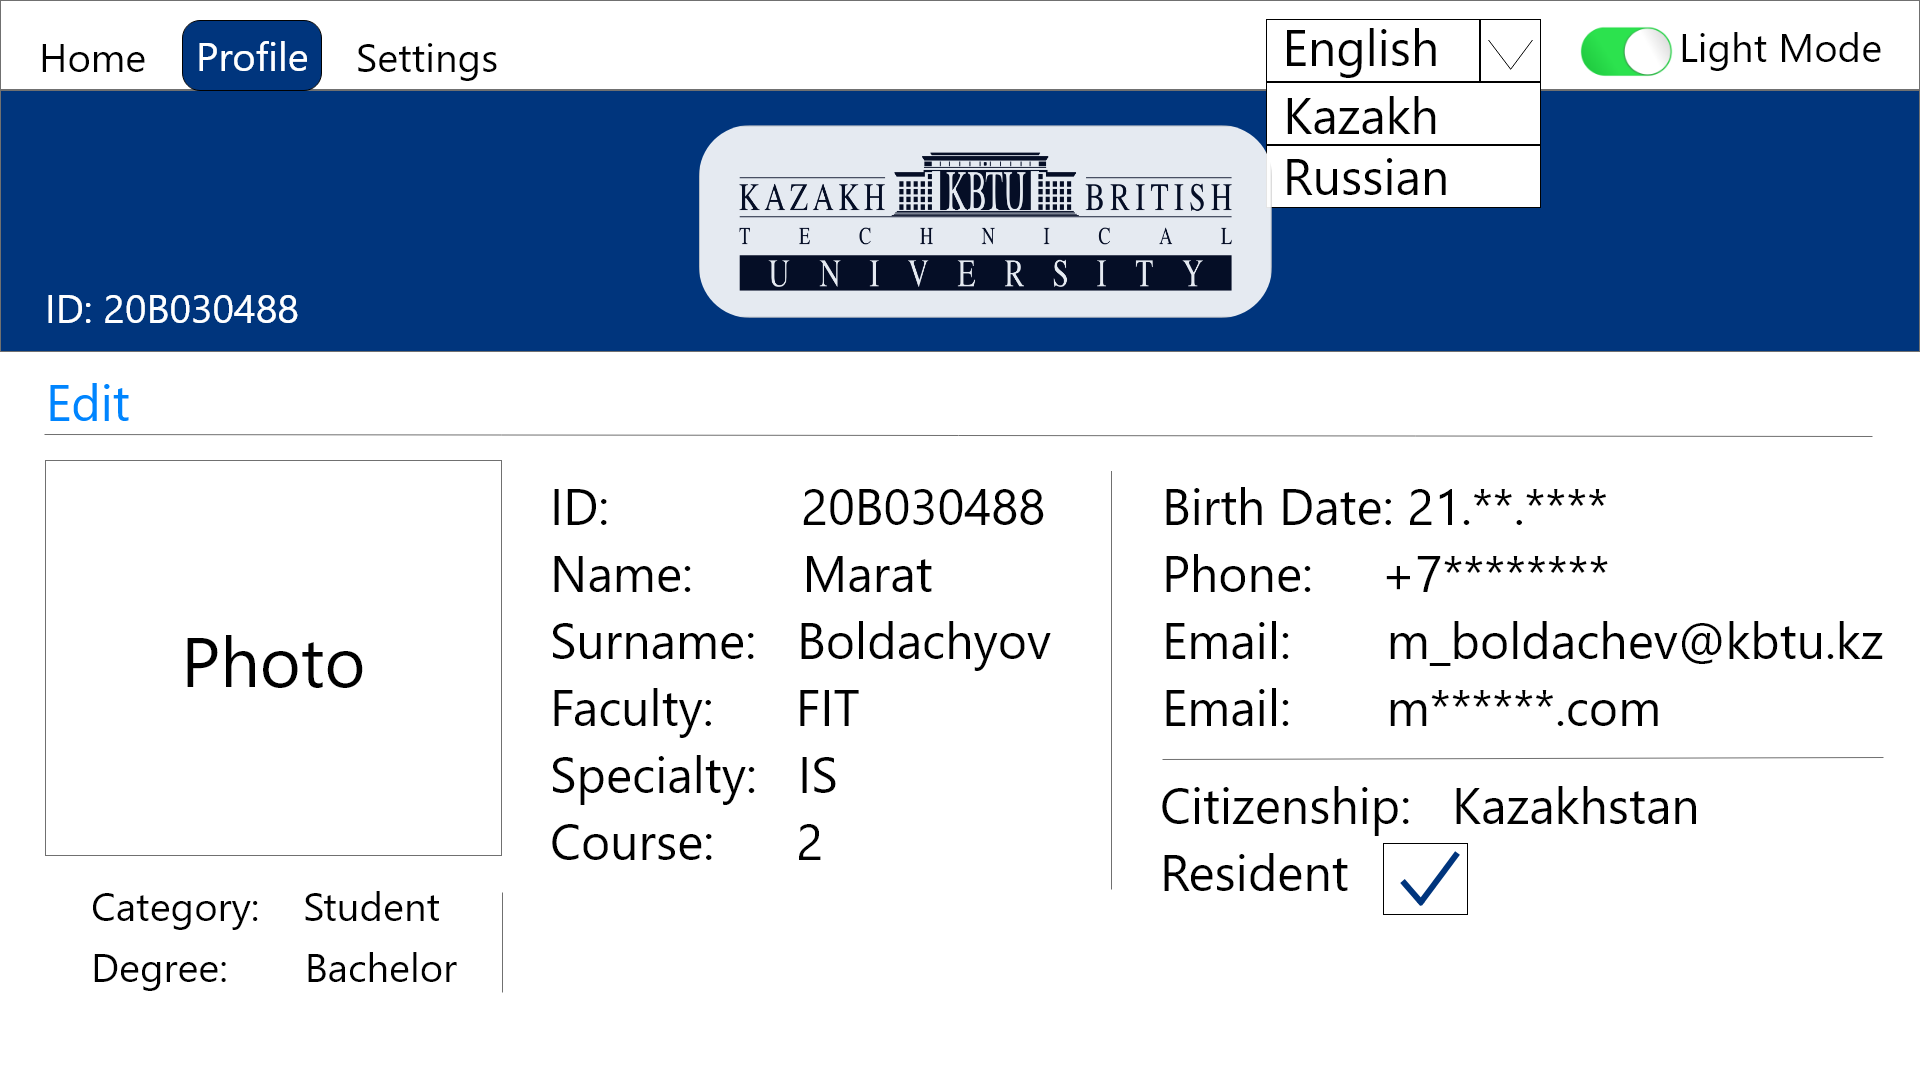 Home Profile Settings English Light Mode
Kazakh
Russian
KAZAKH KBTU BRITISH
TECHNICAL
UNIVERSITY
ID: 20B030488
Edit
Photo
Category: Student
Degree: Bachelor
ID: 20B030488
Name: Marat
Surname: Boldachyov
Faculty: FIT
Specialty: IS
Course: 2
Birth Date: 21.**.****
Phone: +7********
Email: m_boldachev@kbtu.kz
Email: m******.com
Citizenship: Kazakhstan
Resident